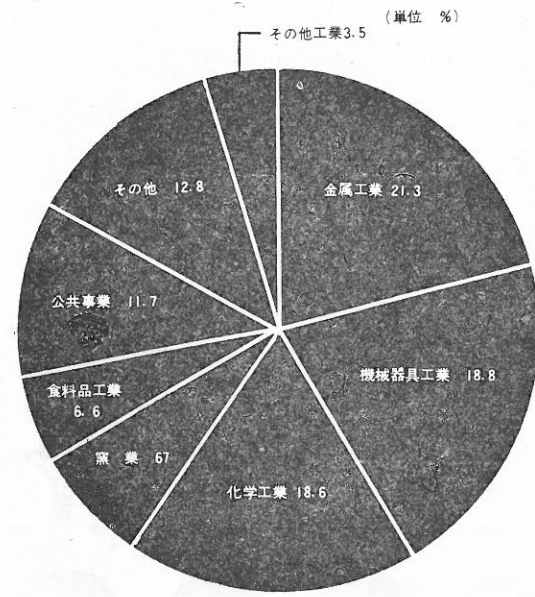 (単位 %)
その他工業3.5
金属工業 21.3
その他 12.8
公共事業 11.7
機械器具工業 18.8
食料品工業
6.6
窯 業 67
化学工業 18.6